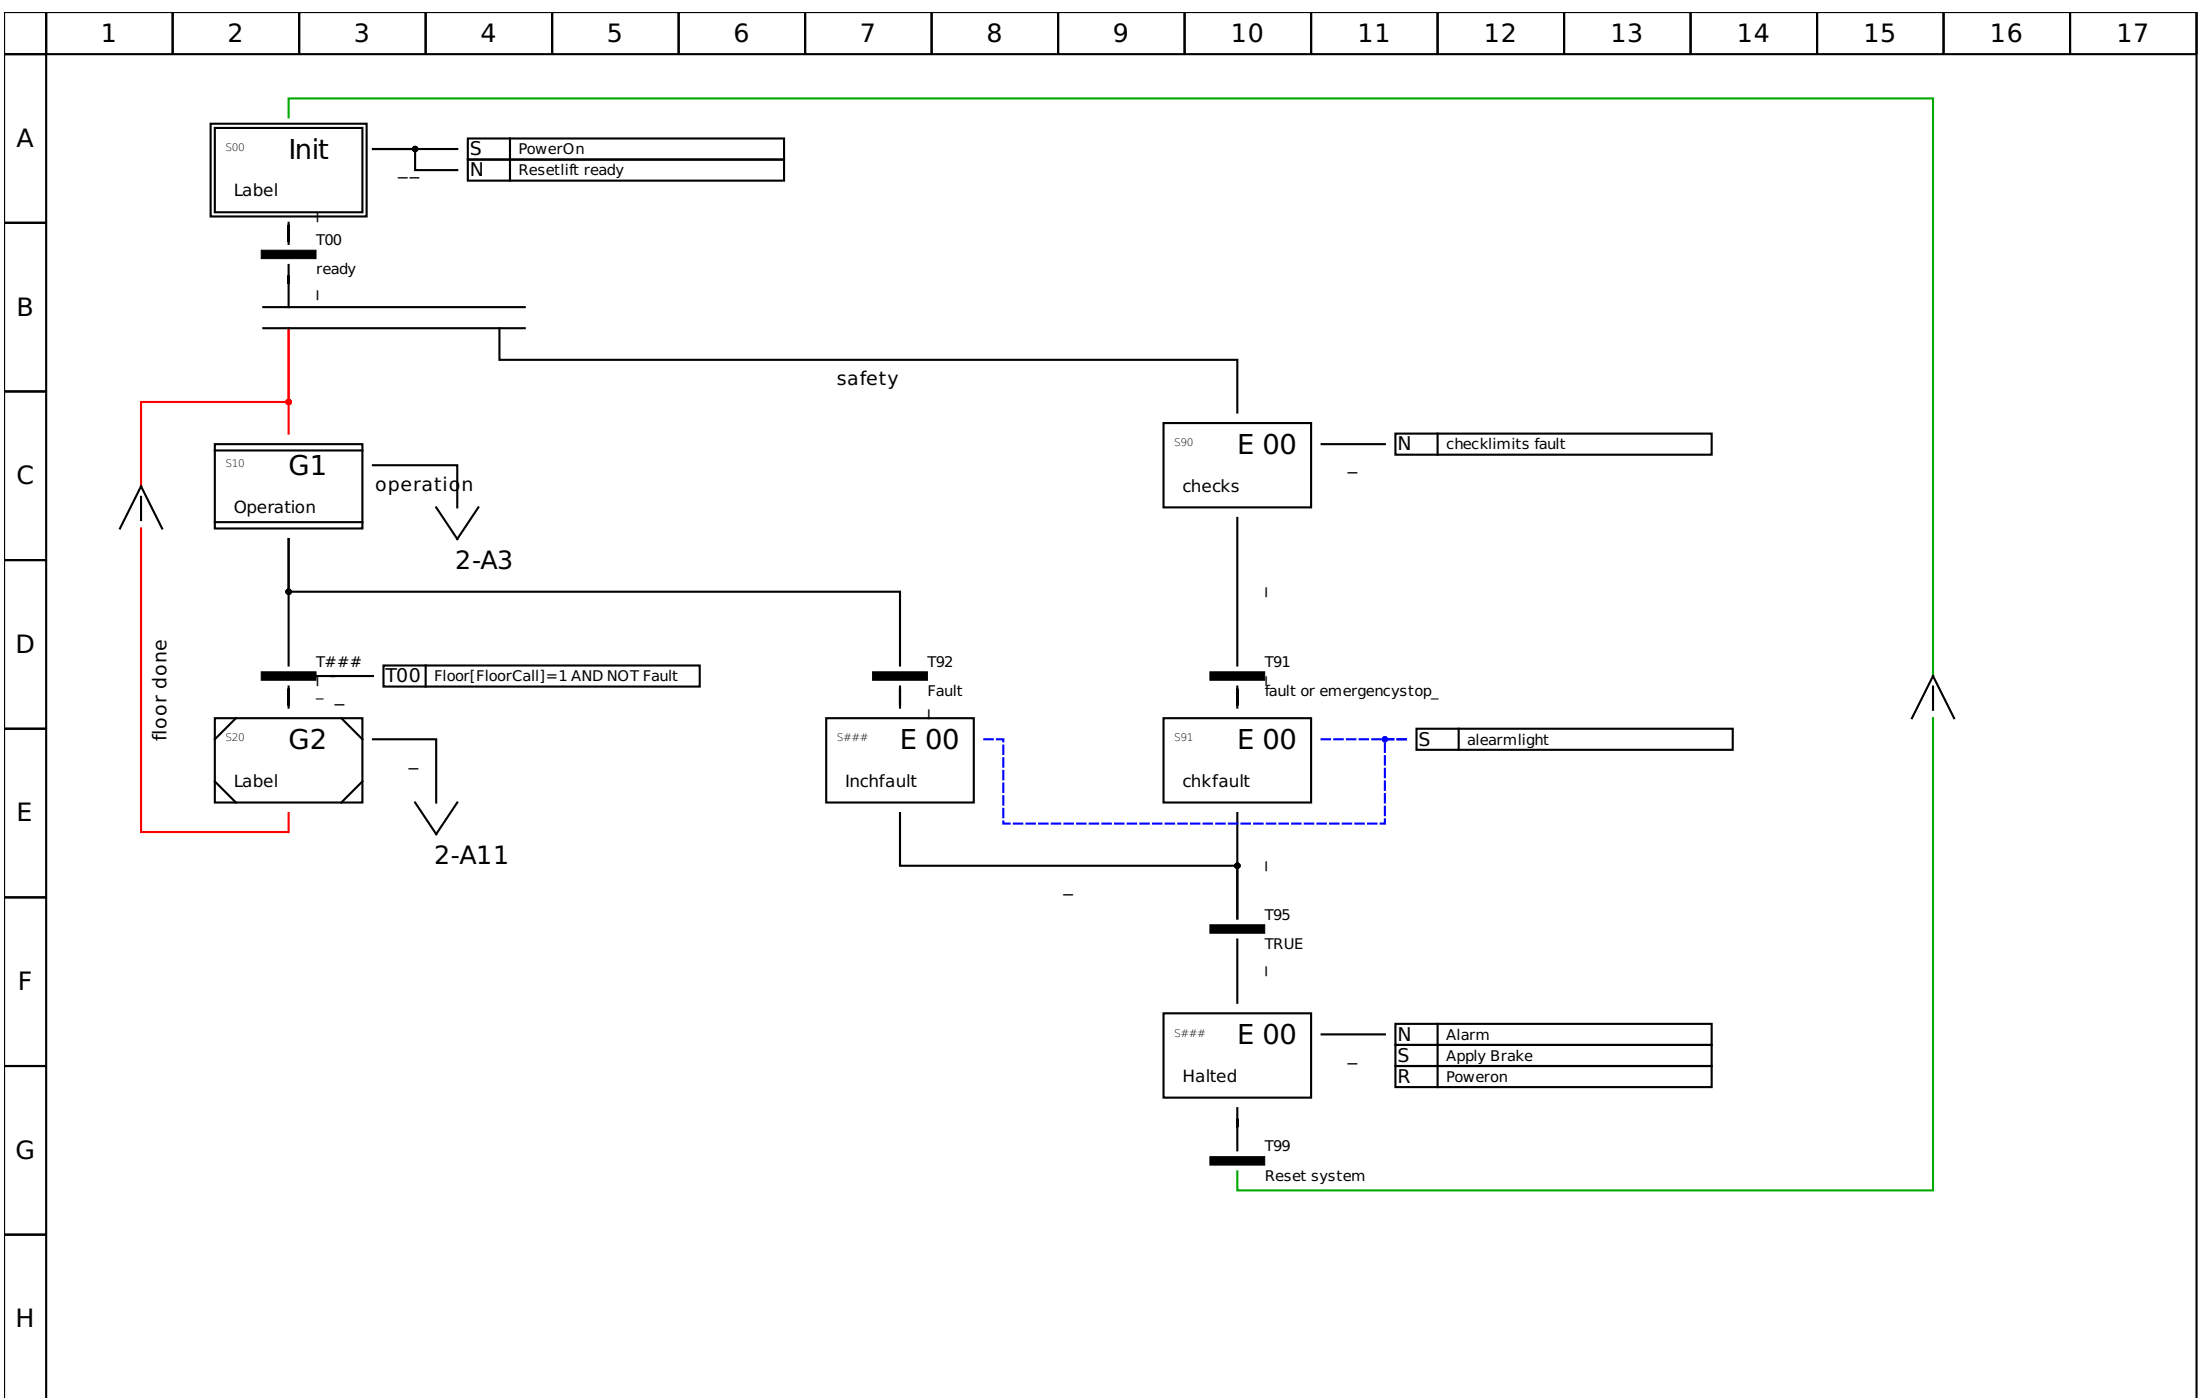 1 2 3 4 5 6 7 8 9 10 11 12 13 14 15 16 17
A
S00 Init
Label
S PowerOn
N Resetlift ready
__
T00
ready
B
safety
C
S10 G1
Operation
operation
2-A3
S90 E 00
checks
N checklimits fault
_
D
floor done
T###
T00 Floor[FloorCall]=1 AND NOT Fault
_ _
T92
Fault
T91
fault or emergencystop_
E
S20 G2
Label
_
2-A11
S### E 00
Inchfault
S91 E 00
chkfault
S alearmlight
_
F
T95
TRUE
S### E 00
Halted
N Alarm
S Apply Brake
R Poweron
_
G
T99
Reset system
H